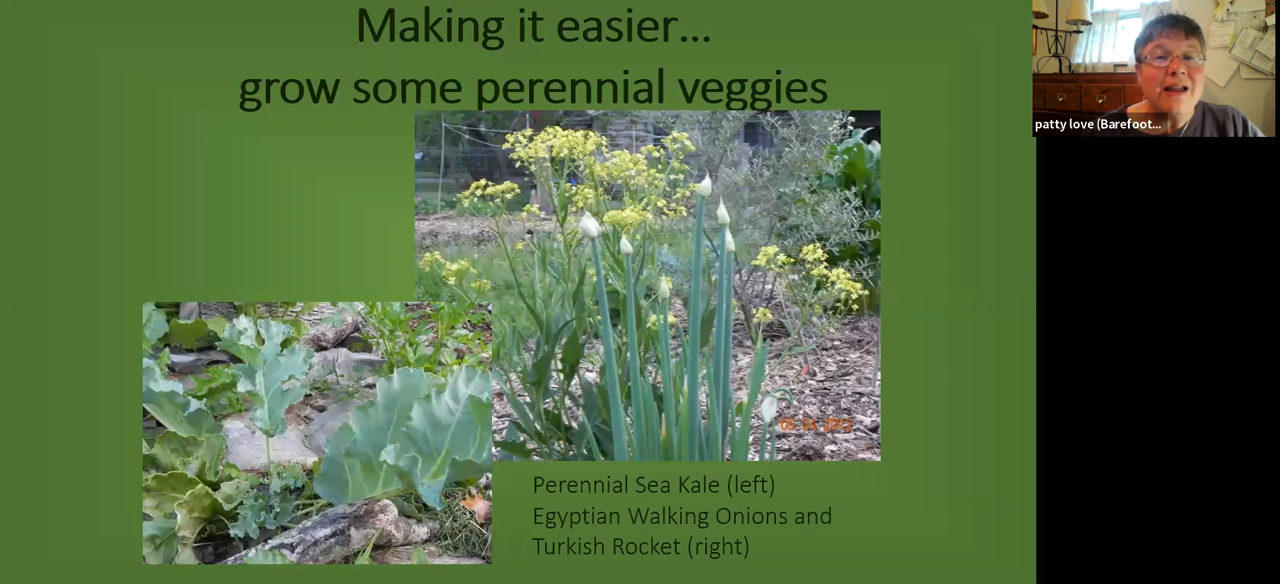 Making it easier…
grow some perennial veggies
patty love (Barefoot...
Perennial Sea Kale (left)
Egyptian Walking Onions and
Turkish Rocket (right)